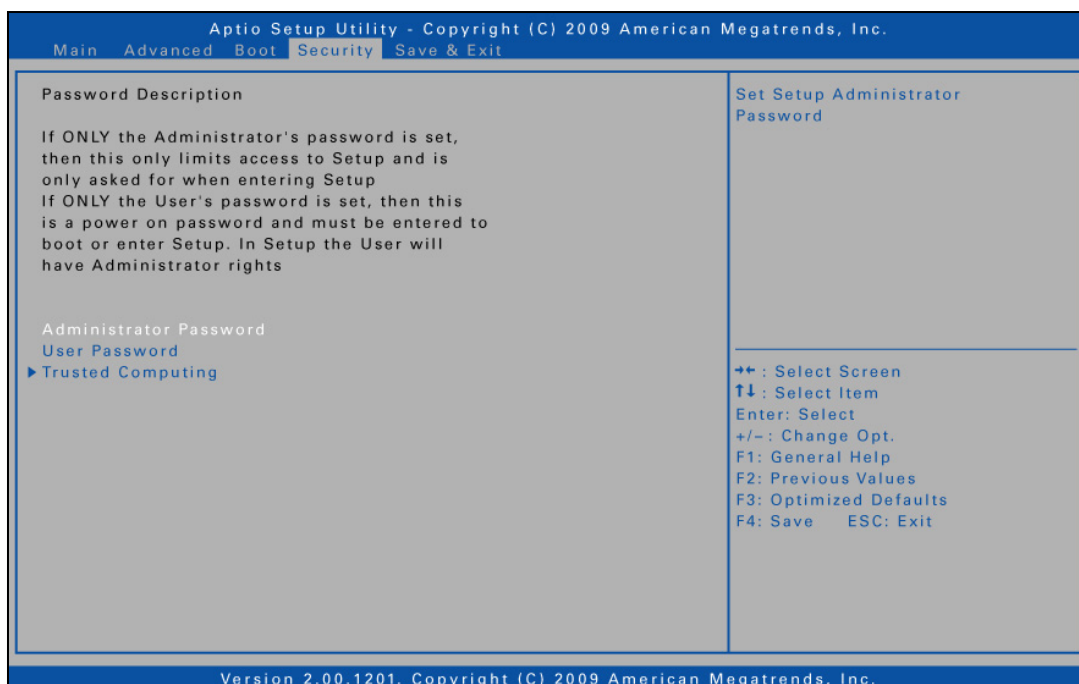 Aptio Setup Utility - Copyright (C) 2009 American Megatrends, Inc.
Main Advanced Boot Security Save & Exit
Password Description
If ONLY the Administrator's password is set,
then this only limits access to Setup and is
only asked for when entering Setup
If ONLY the User's password is set, then this
is a power on password and must be entered to
boot or enter Setup. In Setup the User will
have Administrator rights
Administrator Password
User Password
▶ Trusted Computing
Set Setup Administrator
Password
→← : Select Screen
↑↓ : Select Item
Enter: Select
+/– : Change Opt.
F1: General Help
F2: Previous Values
F3: Optimized Defaults
F4: Save ESC: Exit
Version 2.00.1201. Copyright (C) 2009 American Megatrends, Inc.